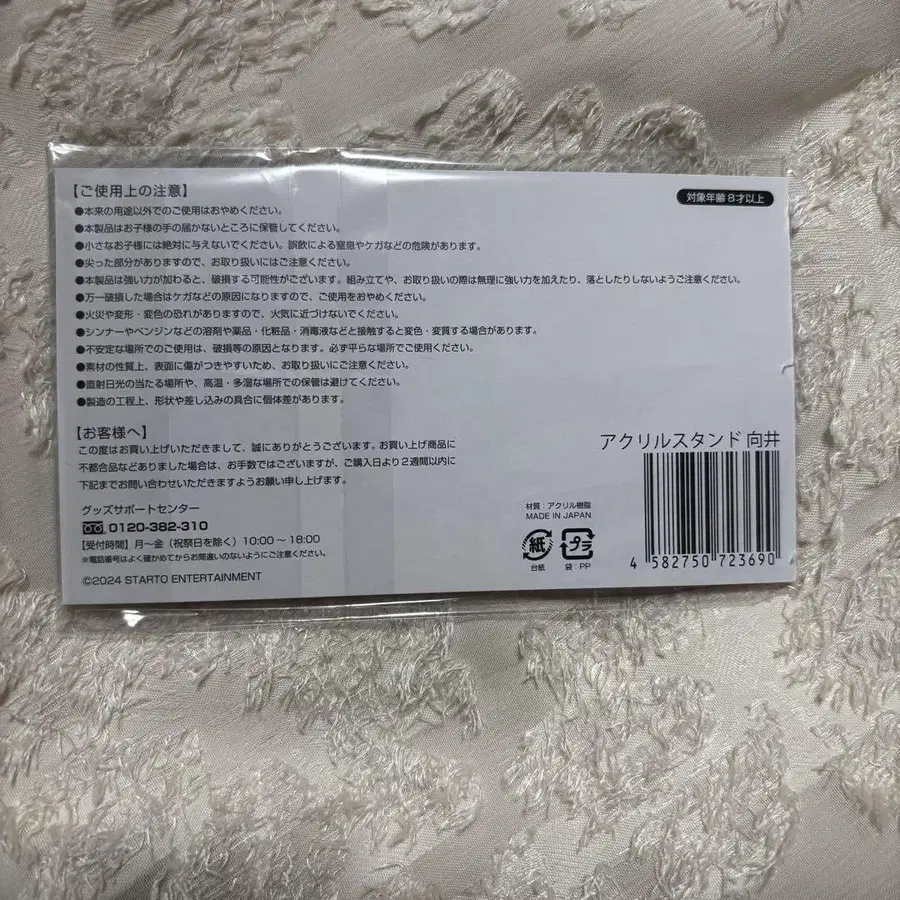 【ご使用上の注意】
対象年齢8才以上
●本来の用途以外でのご使用はおやめください。
●本製品はお子様の手の届かないところに保管してください。
●小さなお子様には絶対に与えないでください。誤飲による窒息やケガなどの危険があります。
●尖った部分がありますので、お取り扱いにはご注意ください。
●本製品は強い力が加わると、破損する可能性がございます。組み立てや、お取り扱いの際は無理に強い力を加えたり、落としたりしないようご注意ください。
●万一破損した場合はケガなどの原因になりますので、ご使用をおやめください。
●火災や変形・変色の恐れがありますので、火気に近づけないでください。
●シンナーやベンジンなどの溶剤や薬品・化粧品・消毒液などと接触すると変色・変質する場合があります。
●不安定な場所でのご使用は、破損等の原因となります。必ず平らな場所でご使用ください。
●素材の性質上、表面に傷がつきやすいため、お取り扱いにご注意ください。
●直射日光の当たる場所や、高温・多湿な場所での保管は避けてください。
●製造の工程上、形状や差し込みの具合に個体差があります。
【お客様へ】
この度はお買い上げいただきまして、誠にありがとうございます。お買い上げ商品に
不都合品などありました場合は、お手数ではございますが、ご購入日より2週間以内に
下記までお問い合わせいただきますようお願い申し上げます。
グッズサポートセンター
0120-382-310
【受付時間】月〜金（祝祭日を除く）10:00〜18:00
※電話番号はよく確かめてからお間違いのないようにご注意ください。
©2024 STARTO ENTERTAINMENT
材質：アクリル樹脂
MADE IN JAPAN
紙
プラ
台紙
袋：PP
アクリルスタンド 向井
4 582750 723690